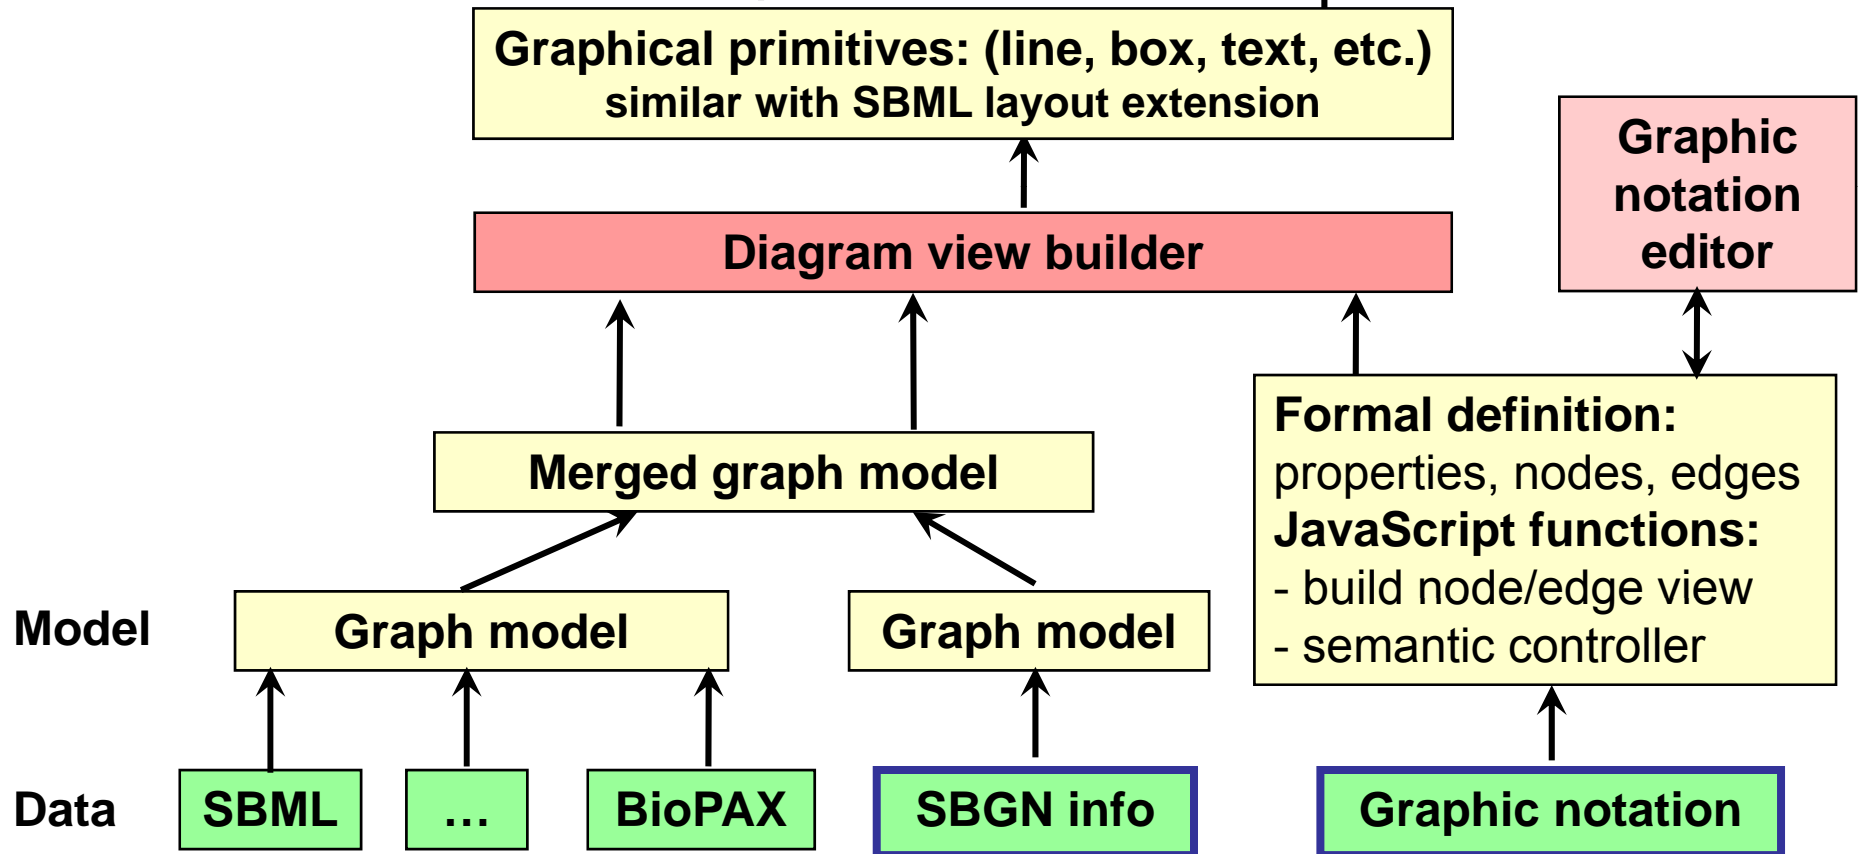 Graphical primitives: (line, box, text, etc.)
similar with SBML layout extension
Graphic
notation
editor
Diagram view builder
Formal definition:
properties, nodes, edges
JavaScript functions:
- build node/edge view
- semantic controller
Merged graph model
Model
Graph model
Graph model
Data
SBML
...
BioPAX
SBGN info
Graphic notation